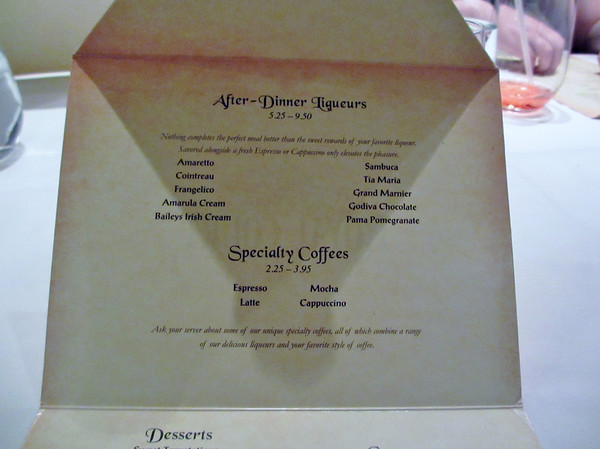 After-Dinner Liqueurs
5.25 – 9.50
Nothing completes the perfect meal better than the sweet rewards of your favorite liqueur.
Savored alongside a fresh Espresso or Cappuccino only elevates the pleasure.
Amaretto
Cointreau
Frangelico
Amarula Cream
Baileys Irish Cream
Sambuca
Tia Maria
Grand Marnier
Godiva Chocolate
Pama Pomegranate
Specialty Coffees
2.25 – 3.95
Espresso
Latte
Mocha
Cappuccino
Ask your server about some of our unique specialty coffees, all of which combine a range
of our delicious liqueurs and your favorite style of coffee.
Desserts